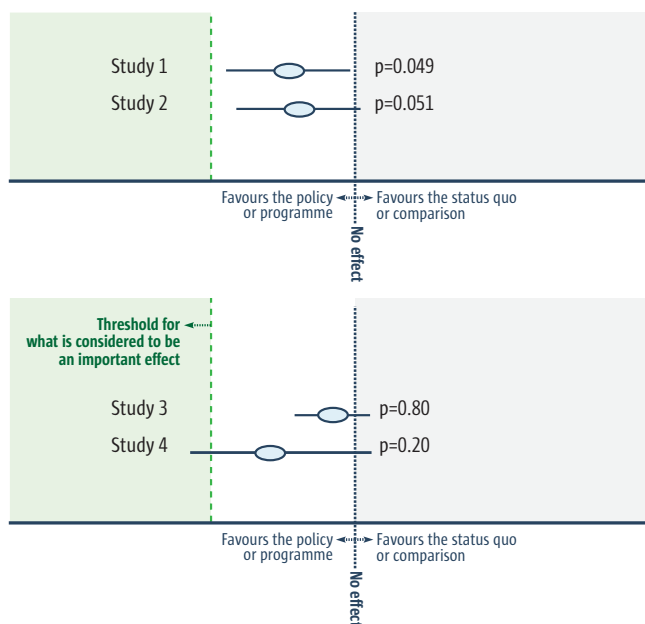 Study 1
p=0.049
Study 2
p=0.051
Favours the policy
or programme
Favours the status quo
or comparison
No effect
Threshold for
what is considered to be
an important effect
Study 3
p=0.80
Study 4
p=0.20
Favours the policy
or programme
Favours the status quo
or comparison
No effect